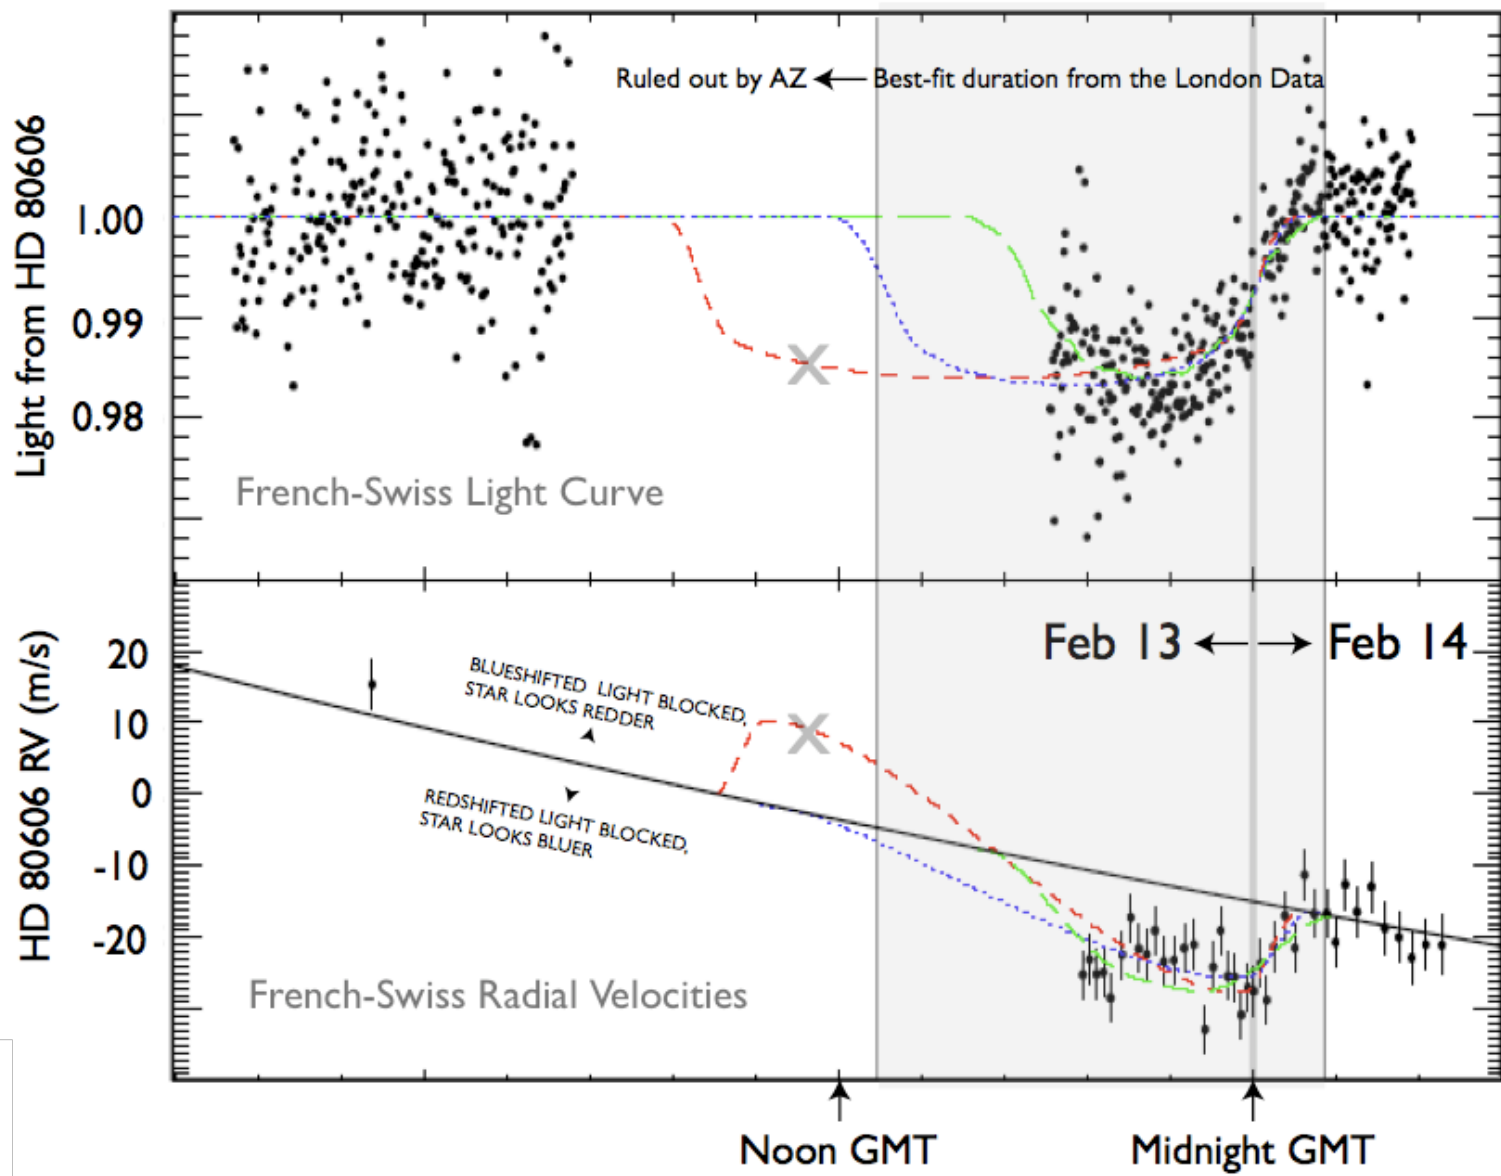 Ruled out by AZ
Best-fit duration from the London Data
Light from HD 80606
1.00
0.99
0.98
X
French-Swiss Light Curve
Feb 13
Feb 14
HD 80606 RV (m/s)
20
10
0
-10
-20
BLUESHIFTED LIGHT BLOCKED,
STAR LOOKS REDDER
X
REDSHIFTED LIGHT BLOCKED,
STAR LOOKS BLUER
French-Swiss Radial Velocities
Noon GMT
Midnight GMT